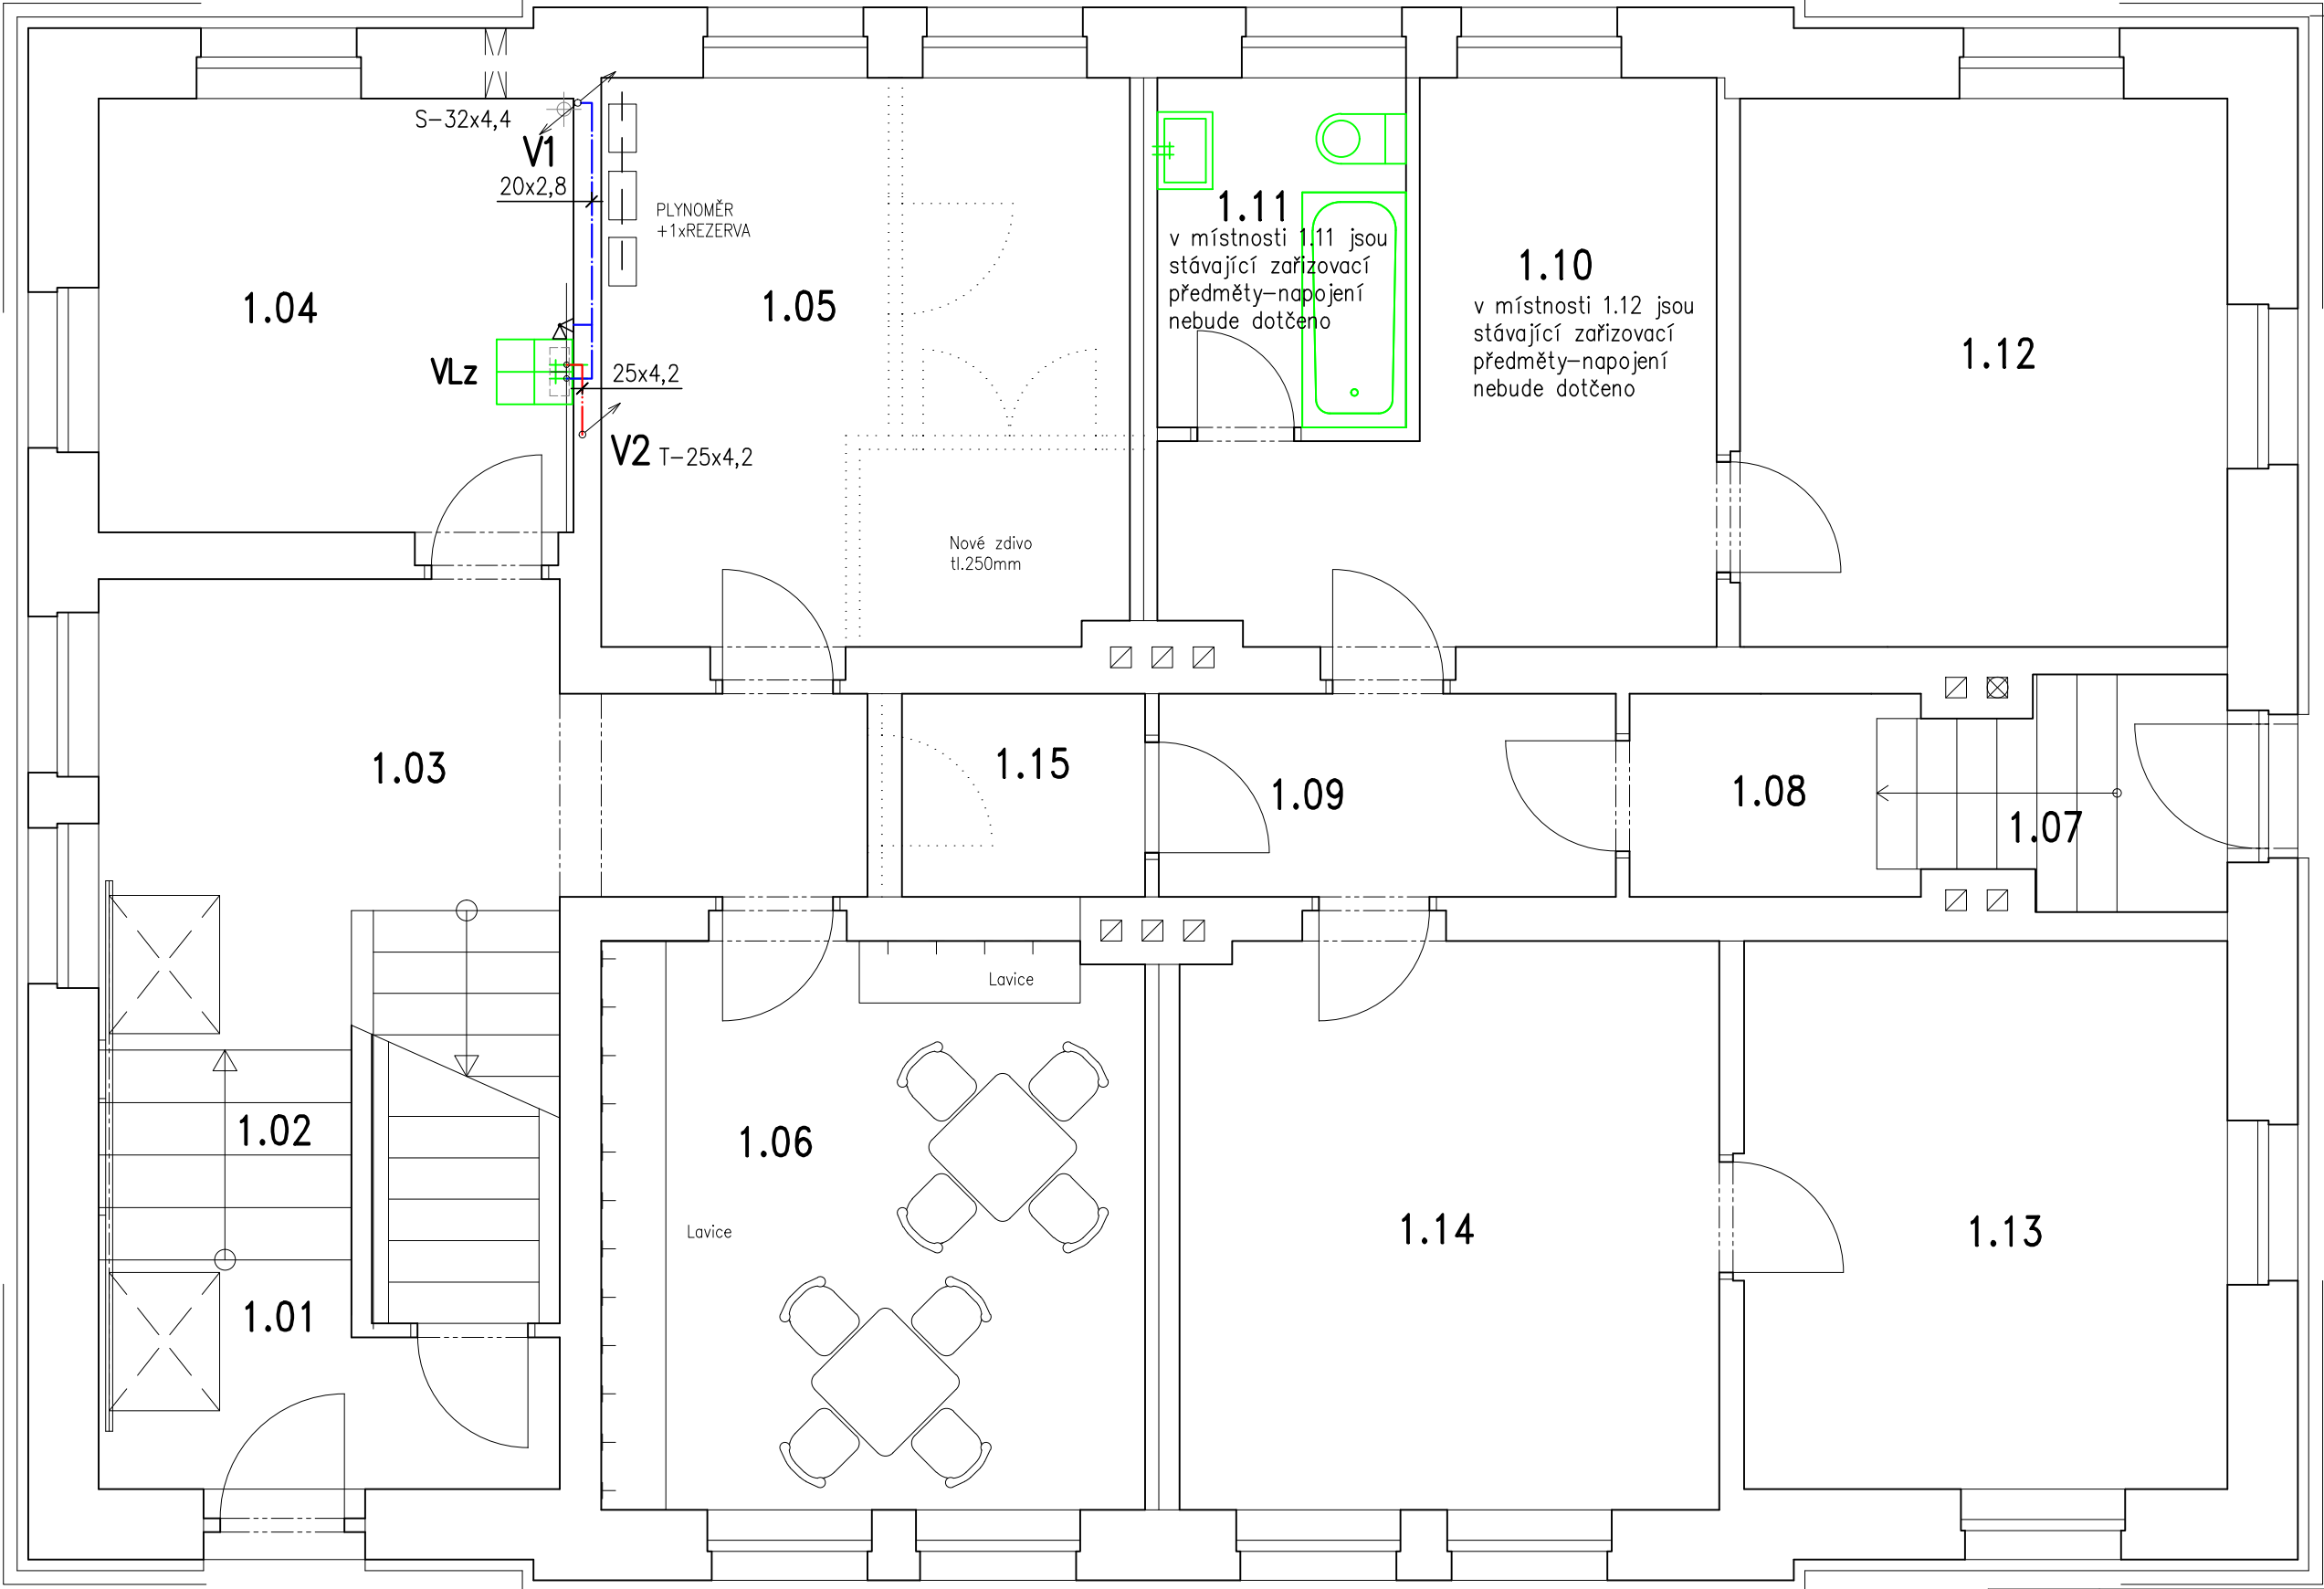 S-32x4,4
V1
20x2,8
PLYNOMĚR
+1xREZERVA
1.04
1.05
VLz
25x4,2
V2 T-25x4,2
1.11
v místnosti 1.11 jsou
stávající zařizovací
předměty-napojení
nebude dotčeno
1.10
v místnosti 1.12 jsou
stávající zařizovací
předměty-napojení
nebude dotčeno
1.12
Nové zdivo
tl.250mm
1.03
1.15
1.09
1.08
1.07
Lavice
1.02
1.06
Lavice
1.01
1.14
1.13